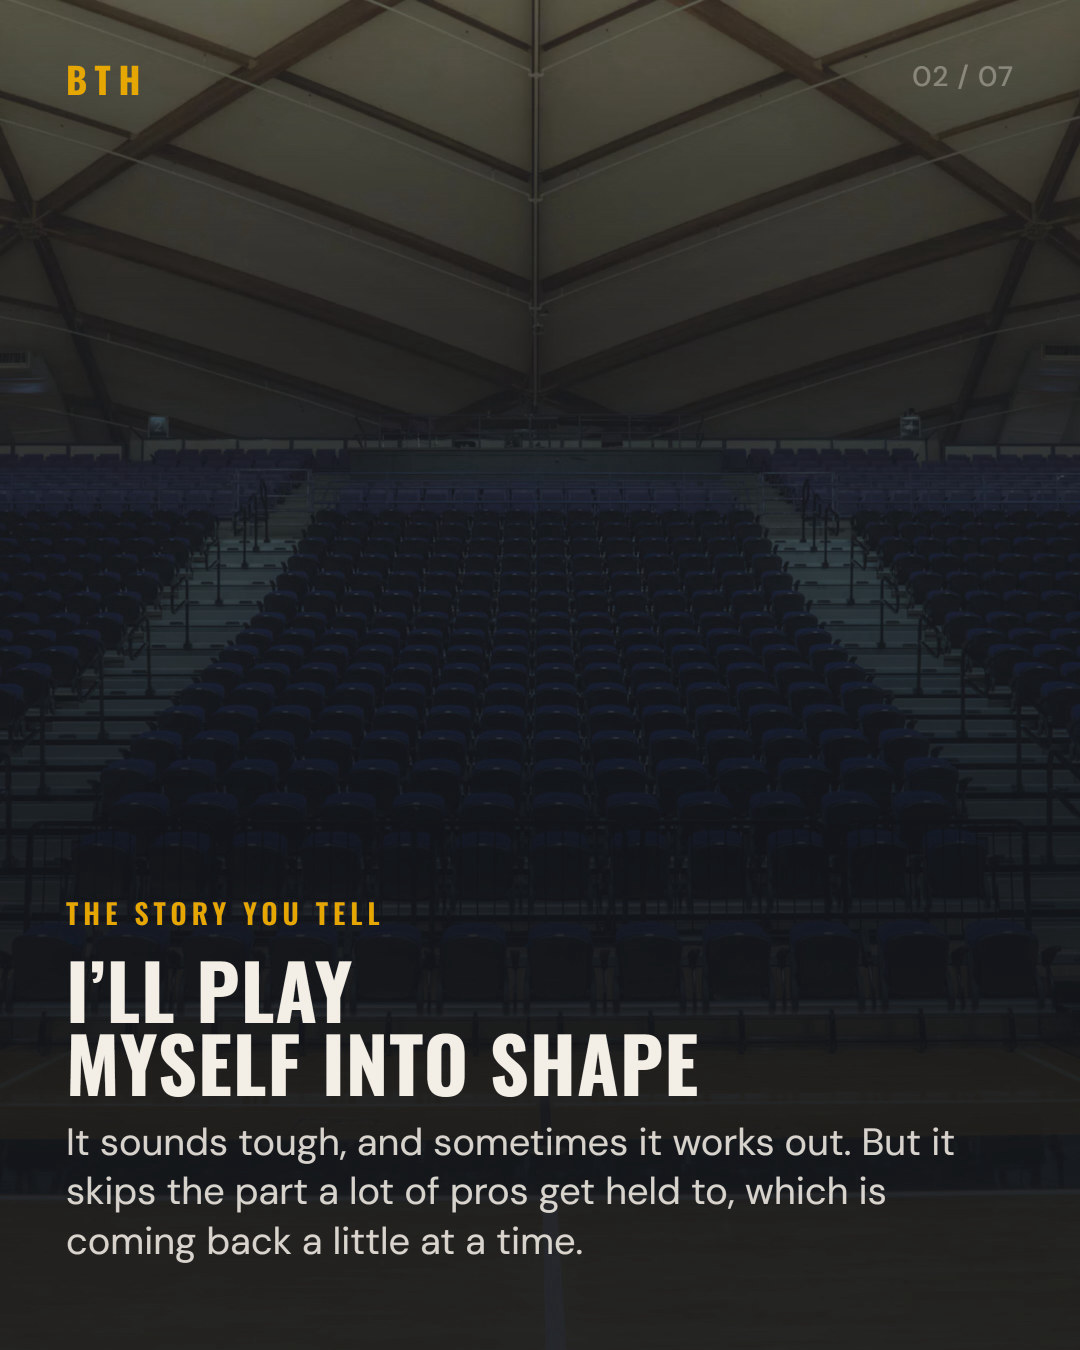 BTH
02 / 07
THE STORY YOU TELL
I’LL PLAY
MYSELF INTO SHAPE
It sounds tough, and sometimes it works out. But it
skips the part a lot of pros get held to, which is
coming back a little at a time.